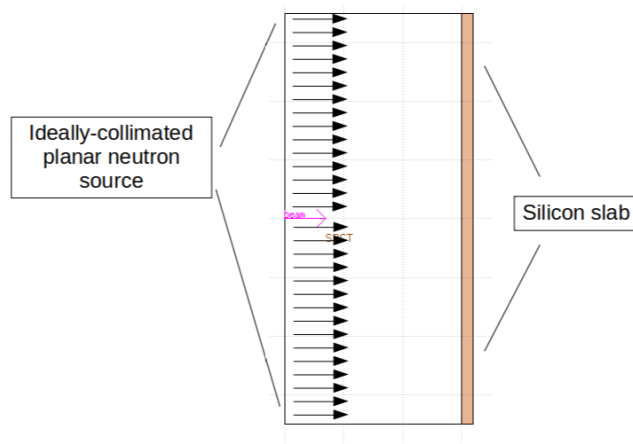 Ideally-collimated
planar neutron
source
beam
Silicon slab